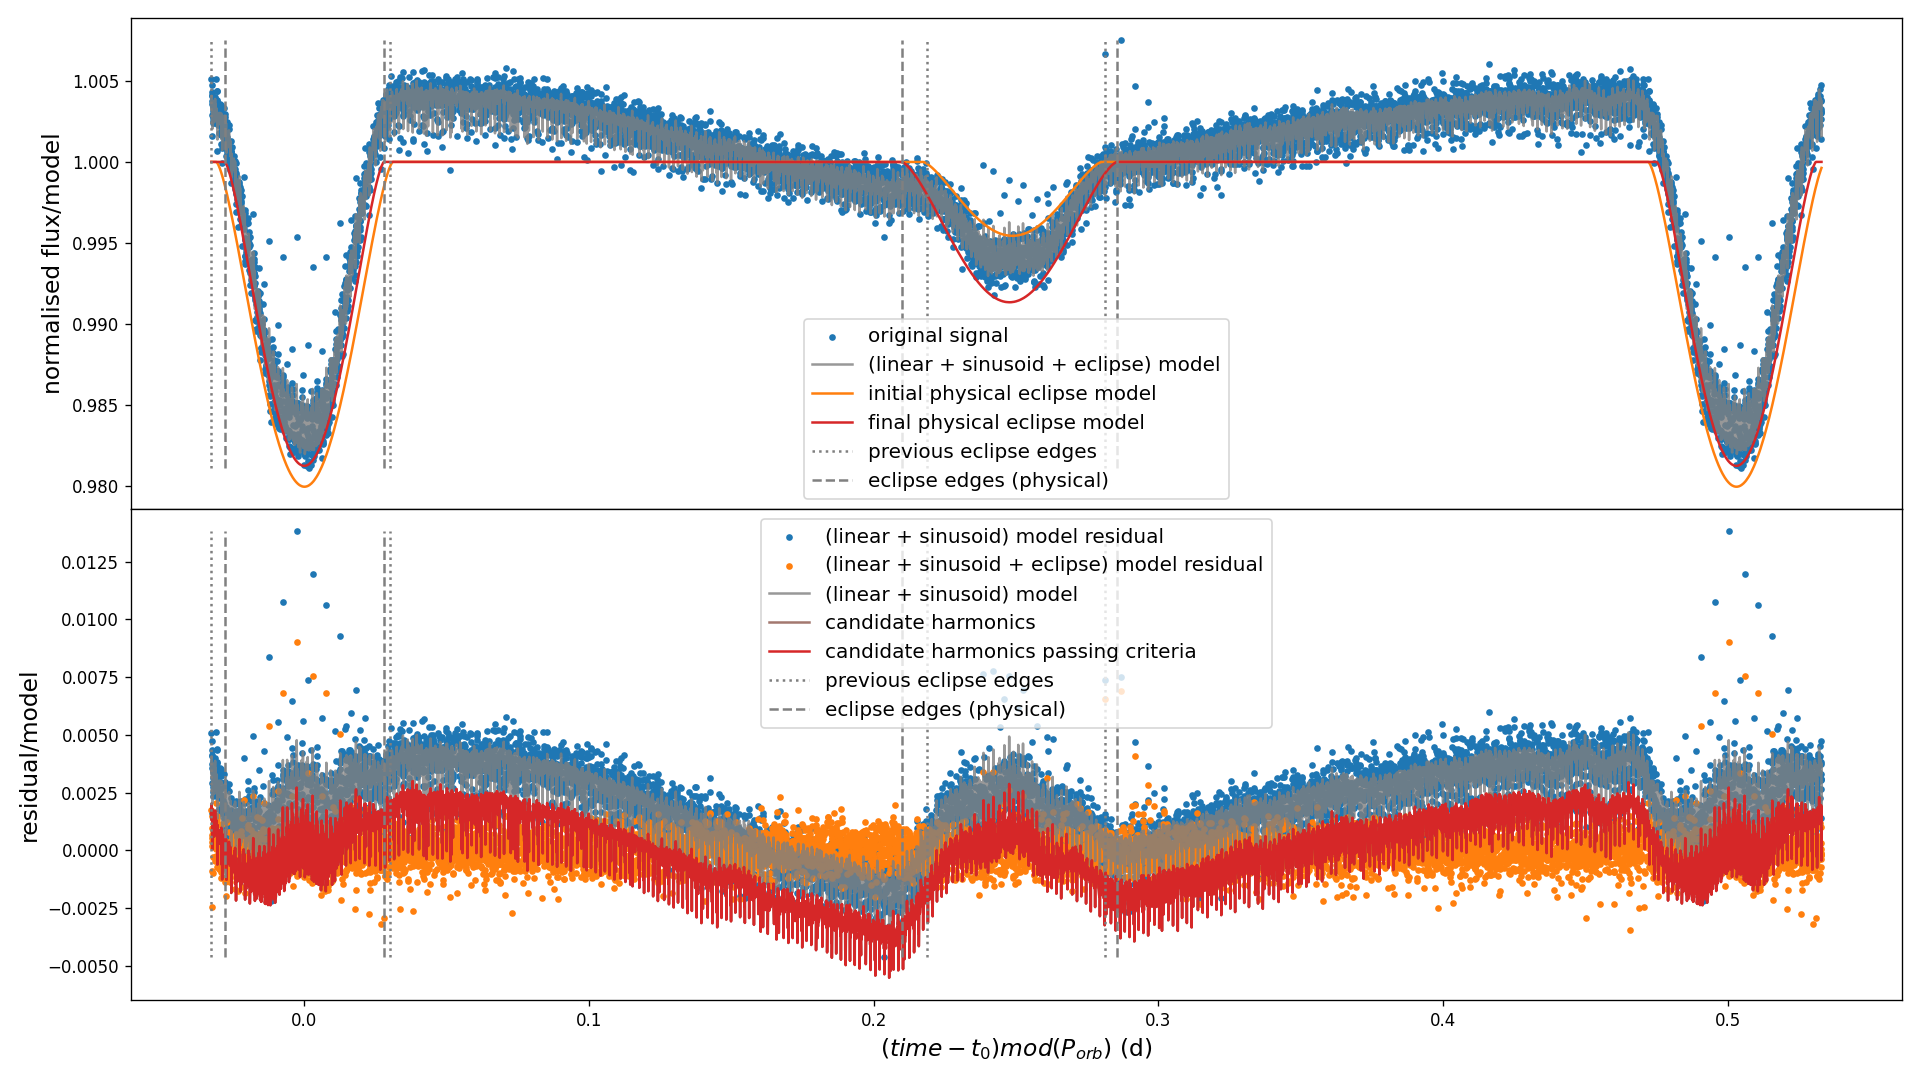 normalised flux/model
1.005
1.000
0.995
0.990
0.985
0.980
original signal
(linear + sinusoid + eclipse) model
initial physical eclipse model
final physical eclipse model
previous eclipse edges
eclipse edges (physical)
residual/model
0.0125
0.0100
0.0075
0.0050
0.0025
0.0000
−0.0025
−0.0050
(linear + sinusoid) model residual
(linear + sinusoid + eclipse) model residual
(linear + sinusoid) model
candidate harmonics
candidate harmonics passing criteria
previous eclipse edges
eclipse edges (physical)
0.0 0.1 0.2 0.3 0.4 0.5
(time − t₀)mod(Pₒᵣb) (d)